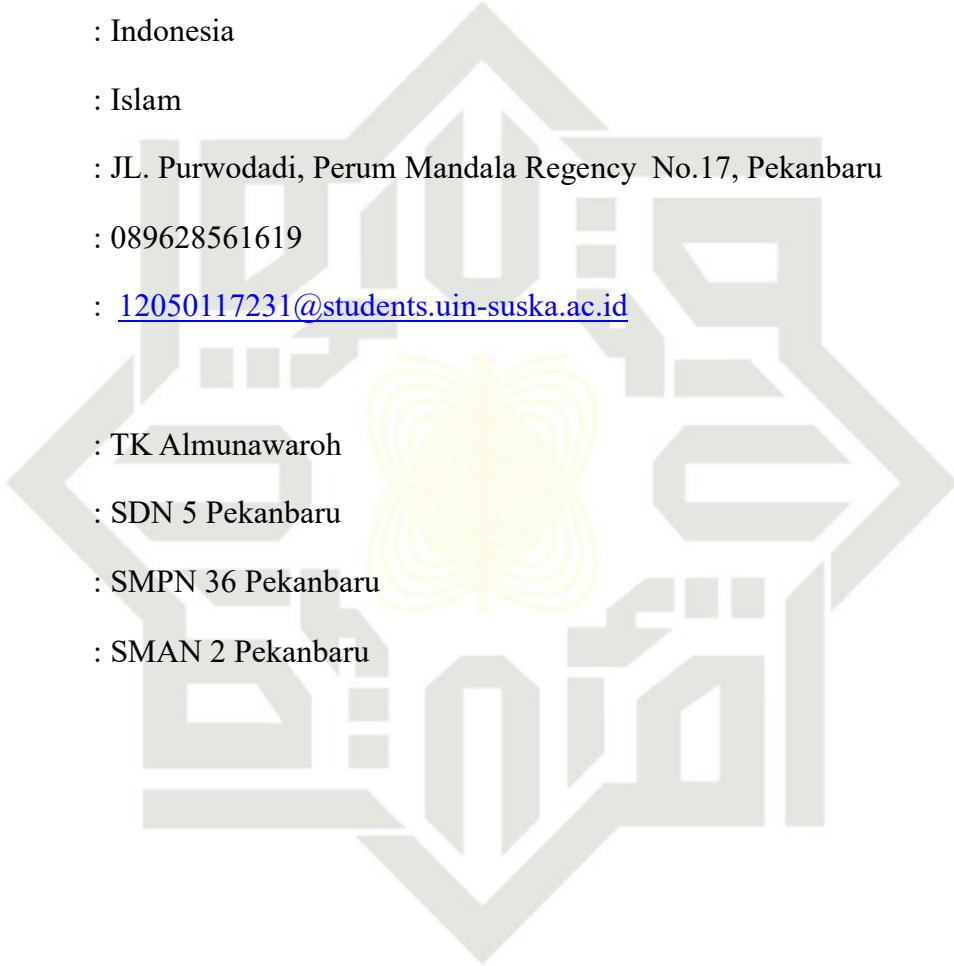 : Indonesia
: Islam
: JL. Purwodadi, Perum Mandala Regency No.17, Pekanbaru
: 089628561619
: 12050117231@students.uin-suska.ac.id
: TK Almunawaroh
: SDN 5 Pekanbaru
: SMPN 36 Pekanbaru
: SMAN 2 Pekanbaru